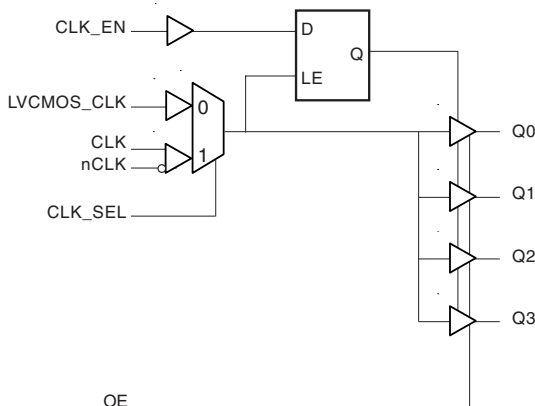 CLK_EN
D
Q
LE
LVCMOS_CLK
0
CLK
nCLK
1
CLK_SEL
Q0
Q1
Q2
Q3
OE